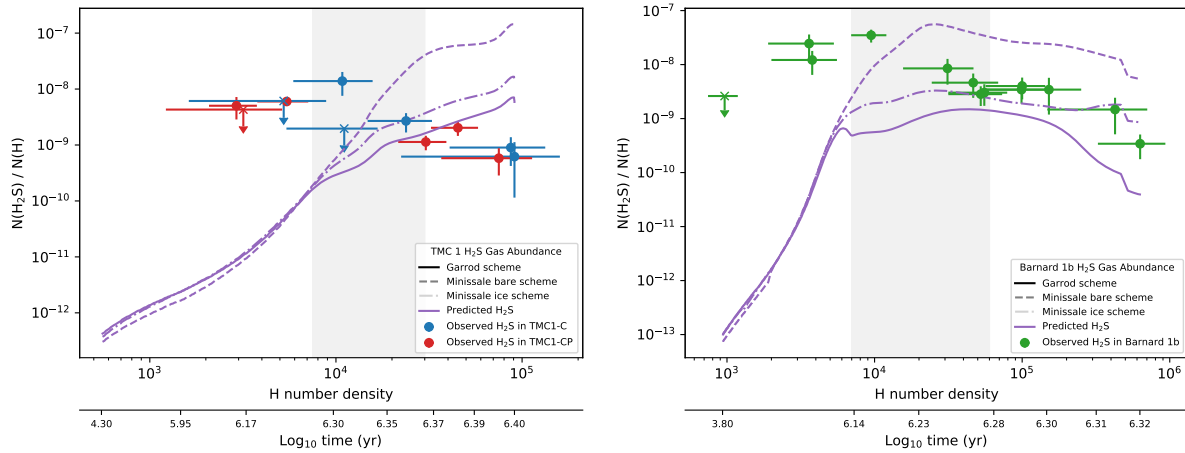 10⁻⁷
10⁻⁸
10⁻⁹
10⁻¹⁰
10⁻¹¹
10⁻¹²
N(H₂S) / N(H)
TMC 1 H₂S Gas Abundance
Garrod scheme
Minissale bare scheme
Minissale ice scheme
Predicted H₂S
Observed H₂S in TMC1-C
Observed H₂S in TMC1-CP
10³ 10⁴ 10⁵
H number density
4.30 5.95 6.17 6.30 6.35 6.37 6.39 6.40
Log₁₀ time (yr)
10⁻⁷
10⁻⁸
10⁻⁹
10⁻¹⁰
10⁻¹¹
10⁻¹²
10⁻¹³
N(H₂S) / N(H)
Barnard 1b H₂S Gas Abundance
Garrod scheme
Minissale bare scheme
Minissale ice scheme
Predicted H₂S
Observed H₂S in Barnard 1b
10³ 10⁴ 10⁵ 10⁶
H number density
3.80 6.14 6.23 6.28 6.30 6.31 6.32
Log₁₀ time (yr)